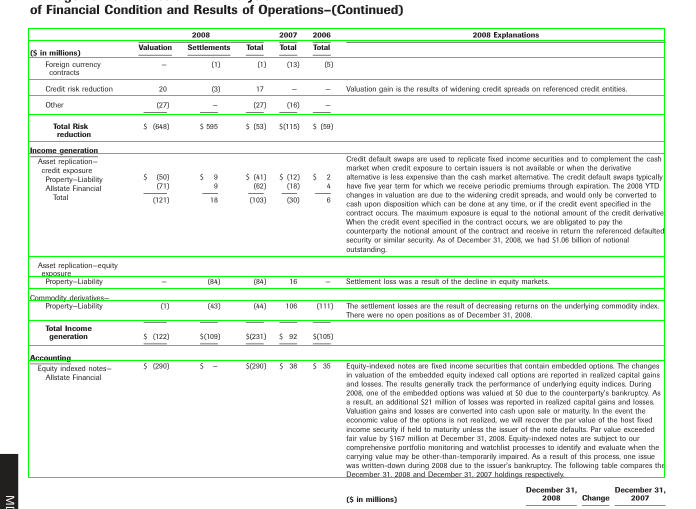 of Financial Condition and Results of Operations–(Continued)
2008 2007 2006 2008 Explanations
($ in millions) Valuation Settlements Total Total Total
Foreign currency
contracts – (1) (1) (13) (5)
Credit risk reduction 20 (3) 17 – – Valuation gain is the results of widening credit spreads on referenced credit entities.
Other (27) – (27) (16) –
Total Risk
reduction $ (648) $ 595 $ (53) $(115) $ (59)
Income generation
Asset replication–
credit exposure
Property–Liability $ (50) $ 9 $ (41) $ (12) $ 2
Allstate Financial (71) 9 (62) (18) 4
Total (121) 18 (103) (30) 6
Credit default swaps are used to replicate fixed income securities and to complement the cash
market when credit exposure to certain issuers is not available or when the derivative
alternative is less expensive than the cash market alternative. The credit default swaps typically
have five year term for which we receive periodic premiums through expiration. The 2008 YTD
changes in valuation are due to the widening credit spreads, and would only be converted to
cash upon disposition which can be done at any time, or if the credit event specified in the
contract occurs. The maximum exposure is equal to the notional amount of the credit derivative.
When the credit event specified in the contract occurs, we are obligated to pay the
counterparty the notional amount of the contract and receive in return the referenced defaulted
security or similar security. As of December 31, 2008, we had $1.06 billion of notional
outstanding.
Asset replication–equity
exposure
Property–Liability – (84) (84) 16 – Settlement loss was a result of the decline in equity markets.
Commodity derivatives–
Property–Liability (1) (43) (44) 106 (111) The settlement losses are the result of decreasing returns on the underlying commodity index.
There were no open positions as of December 31, 2008.
Total Income
generation $ (122) $(109) $(231) $ 92 $(105)
Accounting
Equity indexed notes–
Allstate Financial $ (290) $ – $(290) $ 38 $ 35
Equity-indexed notes are fixed income securities that contain embedded options. The changes
in valuation of the embedded equity indexed call options are reported in realized capital gains
and losses. The results generally track the performance of underlying equity indices. During
2008, one of the embedded options was valued at $0 due to the counterparty's bankruptcy. As
a result, an additional $21 million of losses was reported in realized capital gains and losses.
Valuation gains and losses are converted into cash upon sale or maturity. In the event the
economic value of the options is not realized, we will recover the par value of the host fixed
income security if held to maturity unless the issuer of the note defaults. Par value exceeded
fair value by $167 million at December 31, 2008. Equity-indexed notes are subject to our
comprehensive portfolio monitoring and watchlist processes to identify and evaluate when the
carrying value may be other-than-temporarily impaired. As a result of this process, one issue
was written-down during 2008 due to the issuer's bankruptcy. The following table compares the
December 31, 2008 and December 31, 2007 holdings respectively.
($ in millions) December 31, 2008 Change December 31, 2007